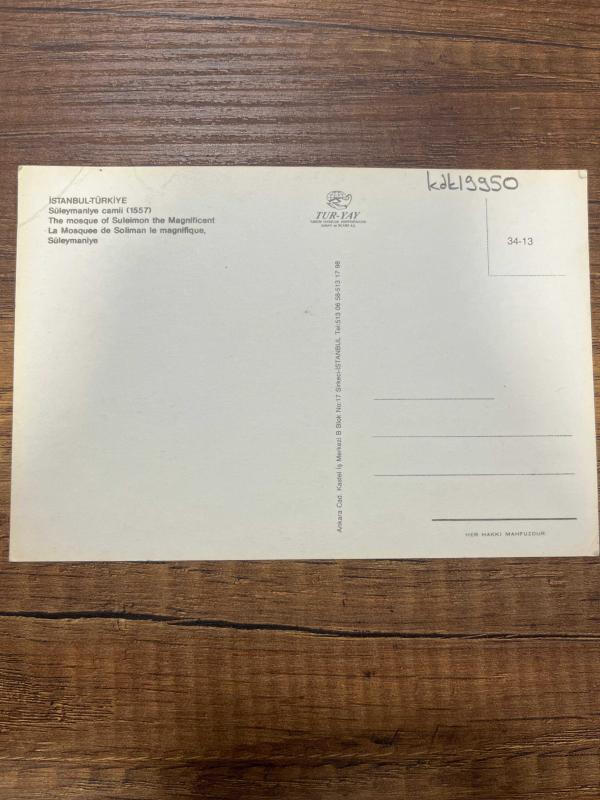 İSTANBUL-TÜRKİYE
Süleymaniye camii (1557)
The mosque of Suleimon the Magnificent
La Mosquee de Soliman le magnifique,
Süleymaniye
TUR-YAY
kdk19950
34-13
Ankara Cad. Kastel İş Merkezi B Blok No:17 Sirkeci-İSTANBUL Tel:513 06 58-513 17 98
HER HAKKI MAHFUZDUR